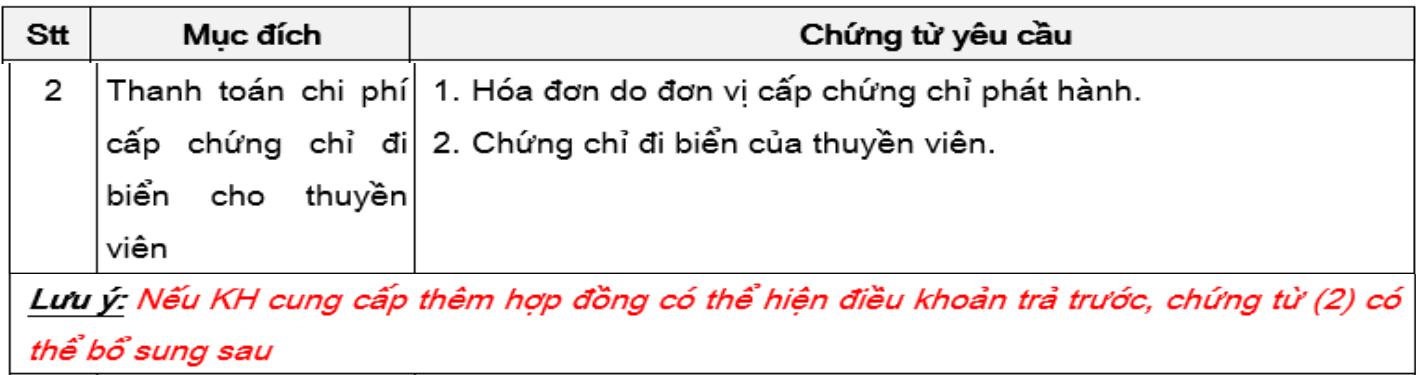 Stt Mục đích Chứng từ yêu cầu
2 Thanh toán chi phí cấp chứng chỉ đi biển cho thuyền viên
1. Hóa đơn do đơn vị cấp chứng chỉ phát hành.
2. Chứng chỉ đi biển của thuyền viên.
Lưu ý: Nếu KH cung cấp thêm hợp đồng có thể hiện điều khoản trả trước, chứng từ (2) có
thể bổ sung sau